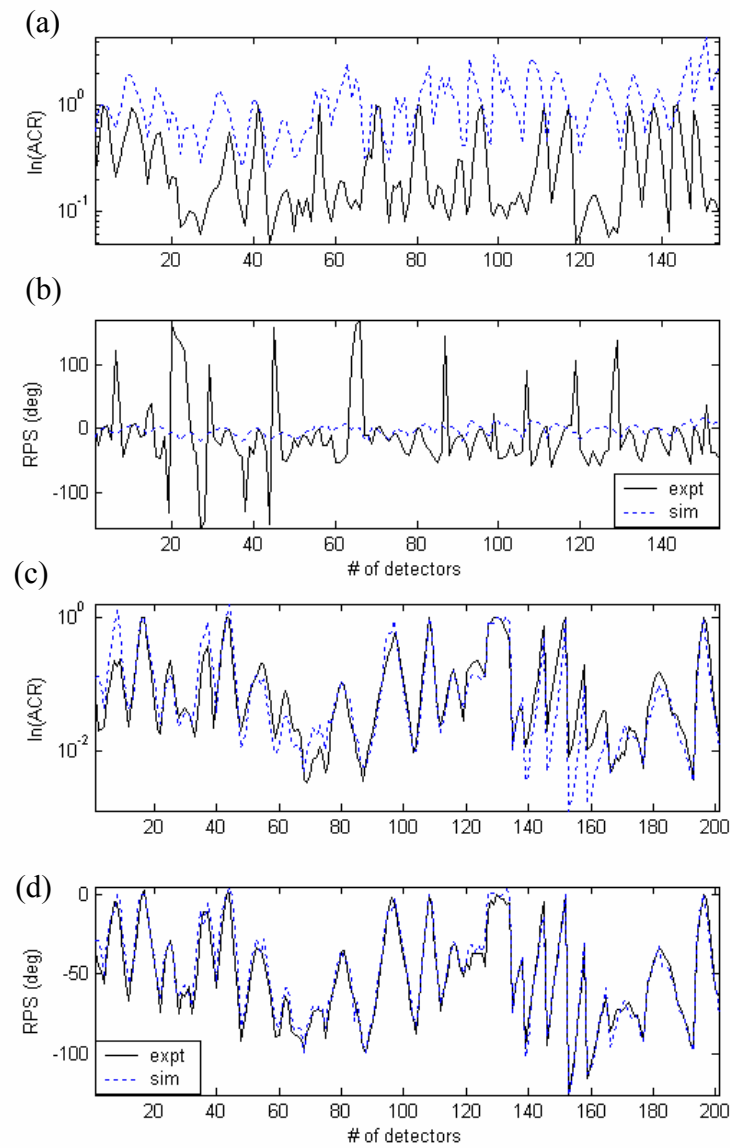 (a)
10^0
10^-1
ln(ACR)
20 40 60 80 100 120 140
(b)
100
0
-100
RPS (deg)
expt
sim
20 40 60 80 100 120 140
# of detectors
(c)
10^0
10^-2
ln(ACR)
20 40 60 80 100 120 140 160 180 200
(d)
0
-50
-100
RPS (deg)
expt
sim
20 40 60 80 100 120 140 160 180 200
# of detectors